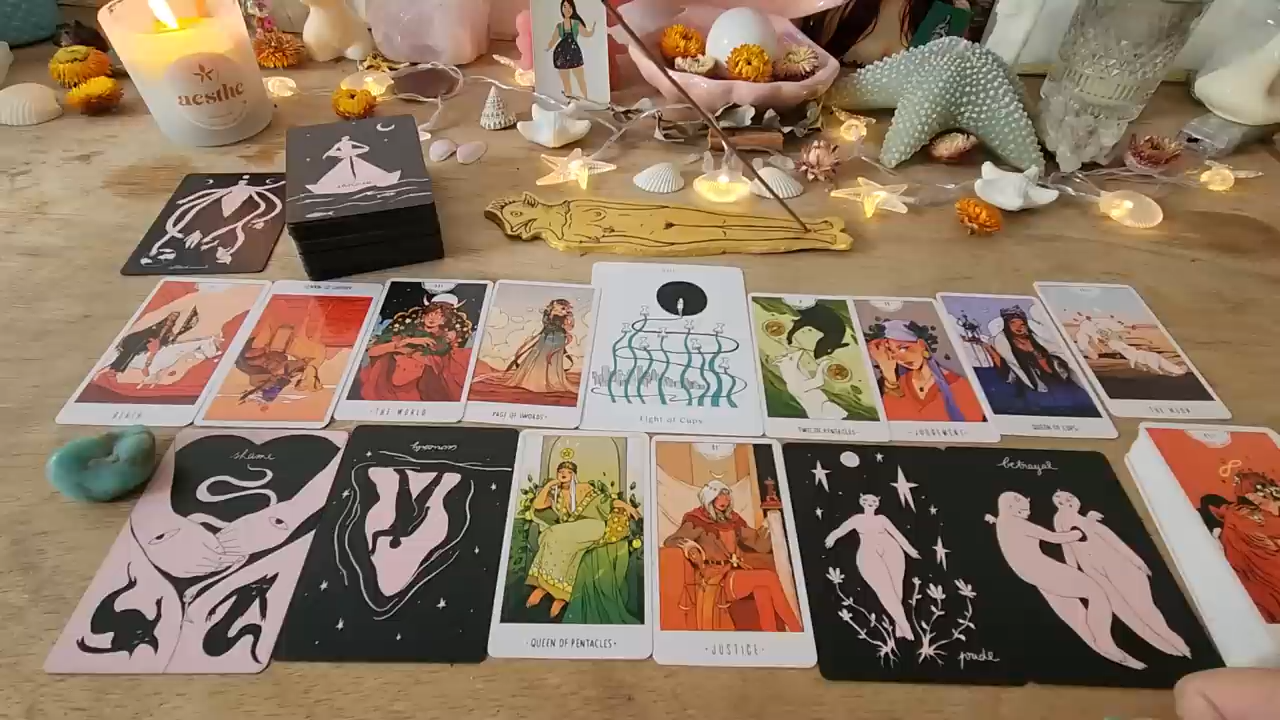 aesthe
DEATH
THE WORLD
PAGE OF SWORDS
Eight of Cups
TWO OF PENTACLES
JUDGEMENT
QUEEN OF CUPS
THE MOON
shame
betrayal
QUEEN OF PENTACLES
JUSTICE
pride